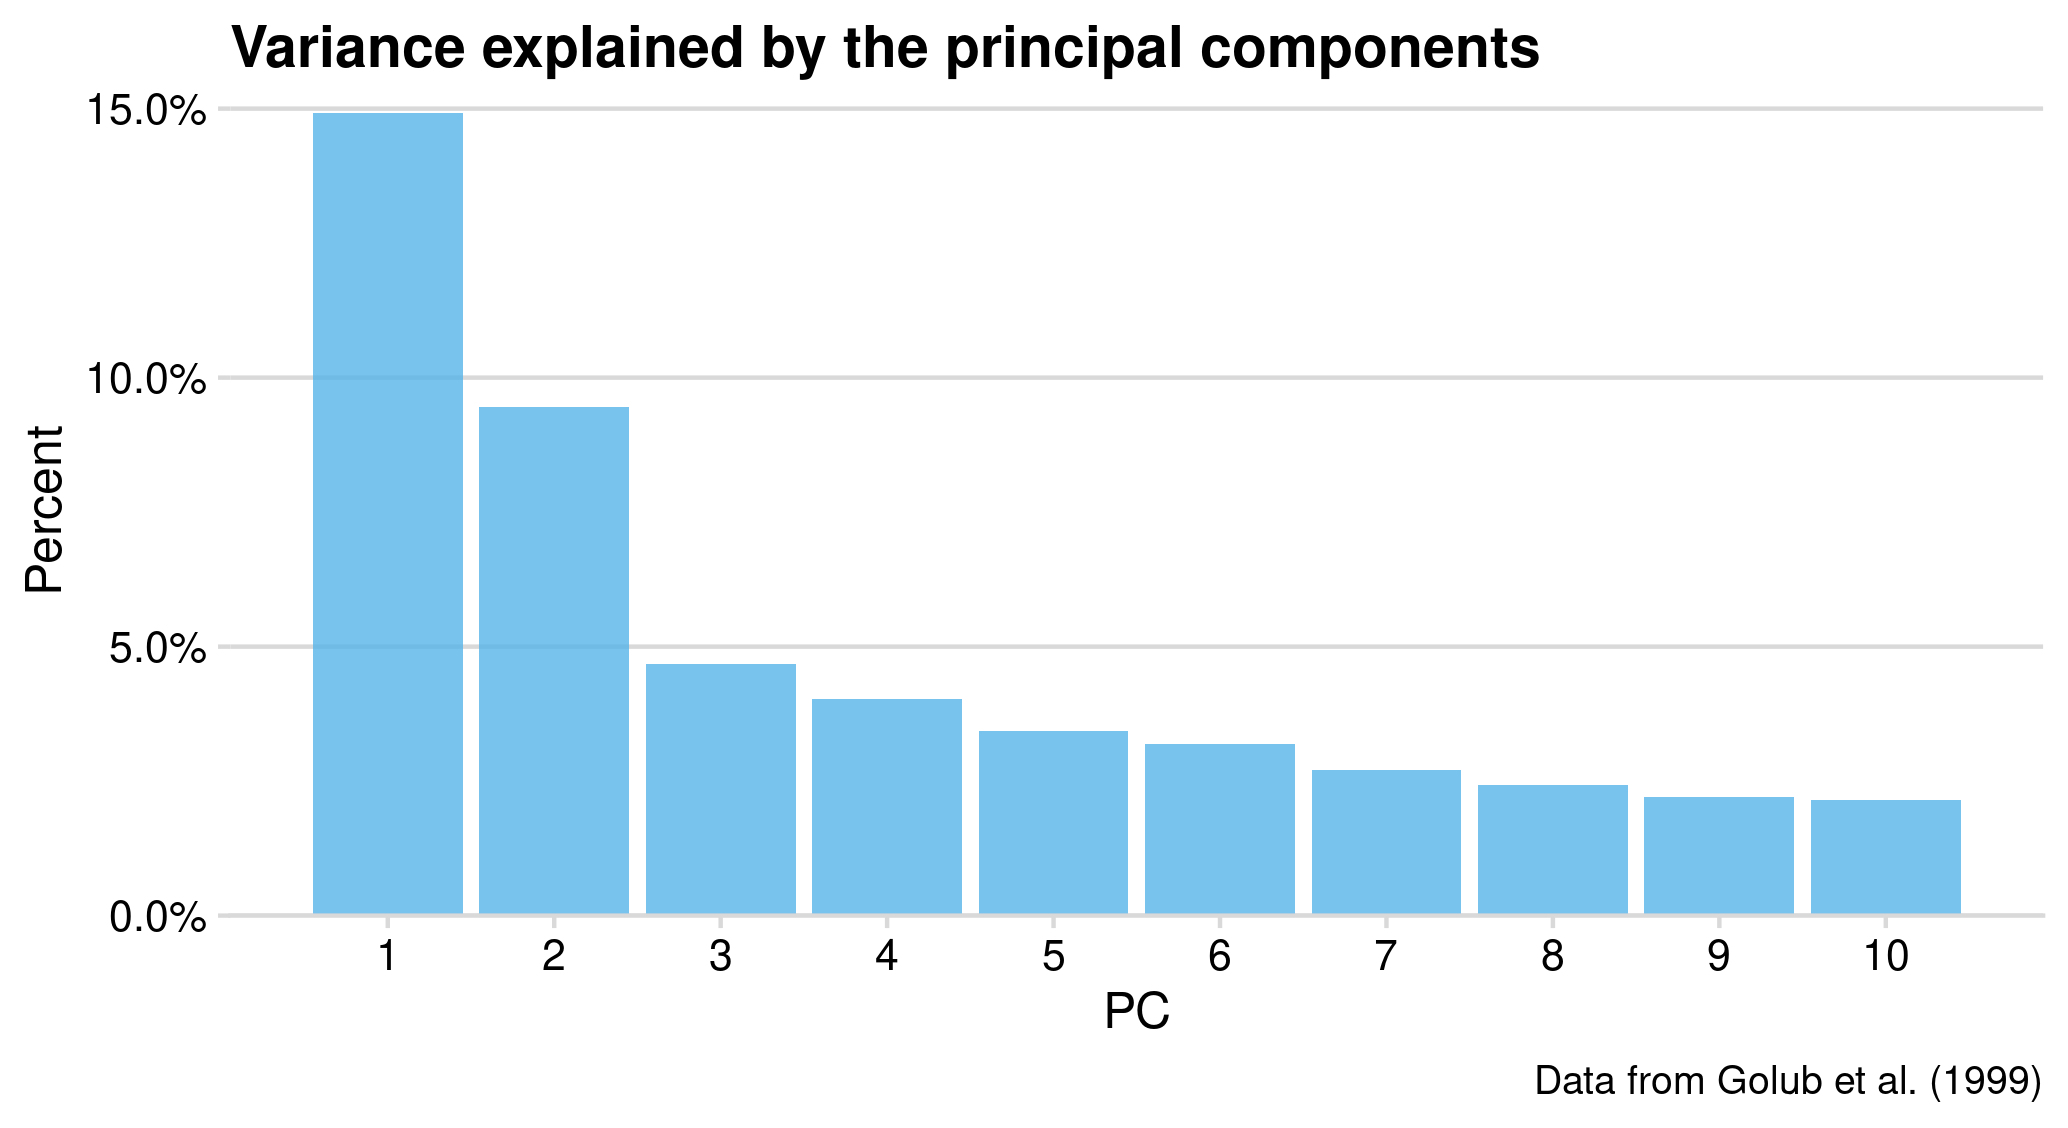 Variance explained by the principal components
15.0%
10.0%
5.0%
0.0%
Percent
1 2 3 4 5 6 7 8 9 10
PC
Data from Golub et al. (1999)